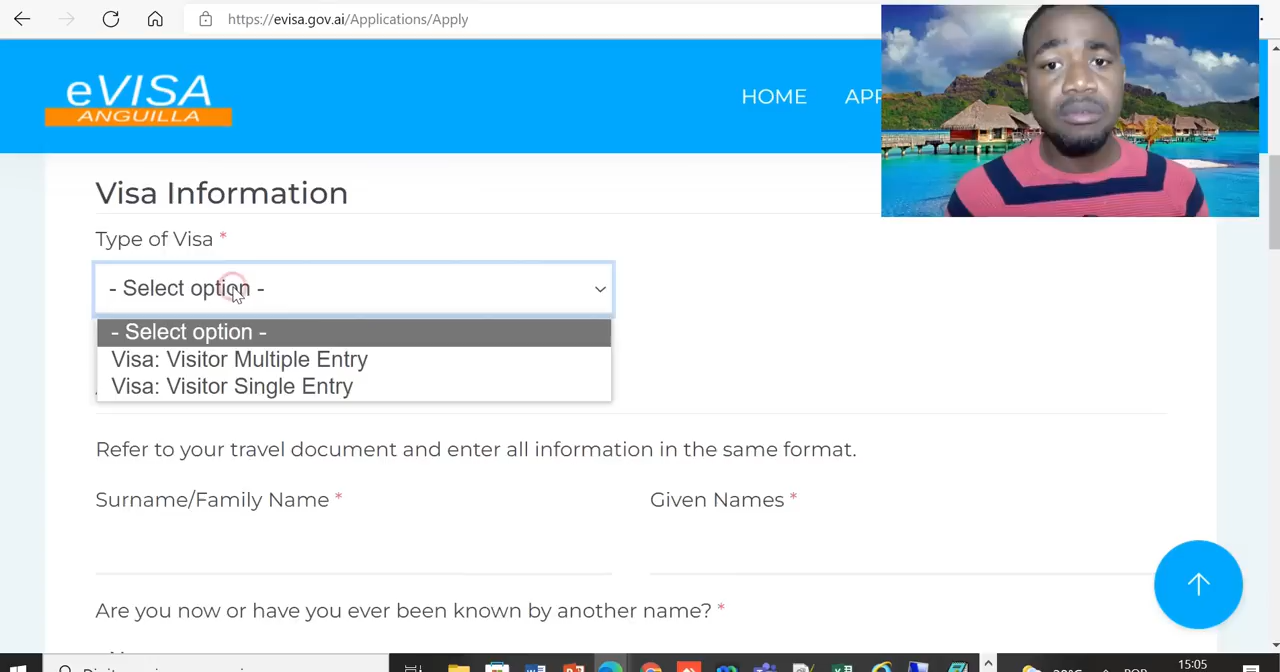 https://evisa.gov.ai/Applications/Apply
eVISA
ANGUILLA
HOME
APP
Visa Information
Type of Visa *
- Select option -
- Select option -
Visa: Visitor Multiple Entry
Visa: Visitor Single Entry
Refer to your travel document and enter all information in the same format.
Surname/Family Name *
Given Names *
Are you now or have you ever been known by another name? *
15:05